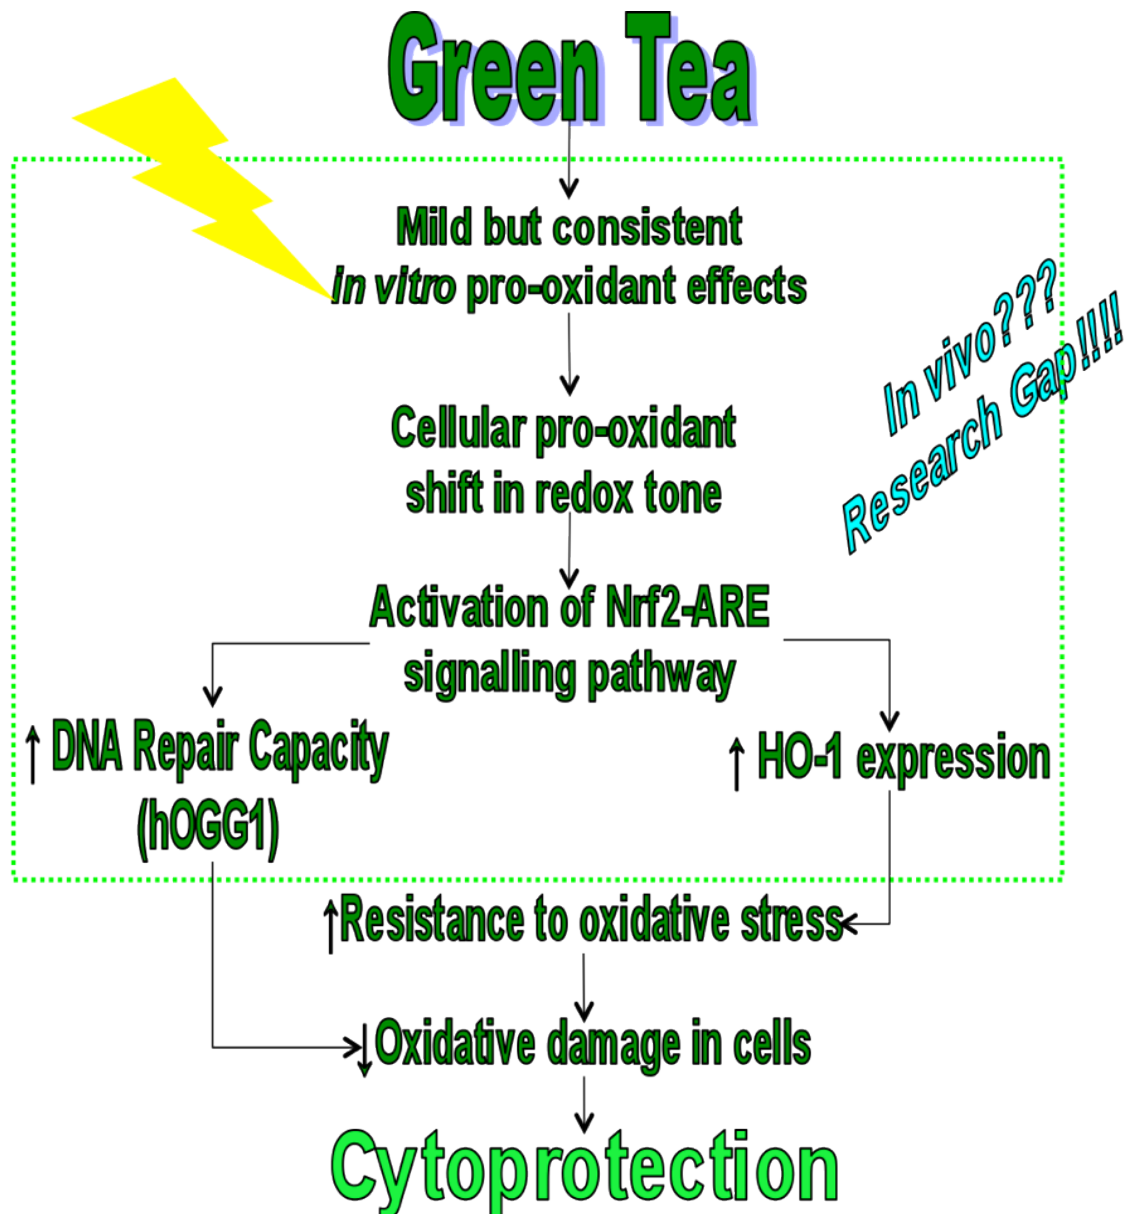 Green Tea
Mild but consistent
in vitro pro-oxidant effects
In vivo???
Research Gap!!!!
Cellular pro-oxidant
shift in redox tone
Activation of Nrf2-ARE
signalling pathway
↑ DNA Repair Capacity
(hOGG1)
↑ HO-1 expression
↑Resistance to oxidative stress
↓Oxidative damage in cells
Cytoprotection